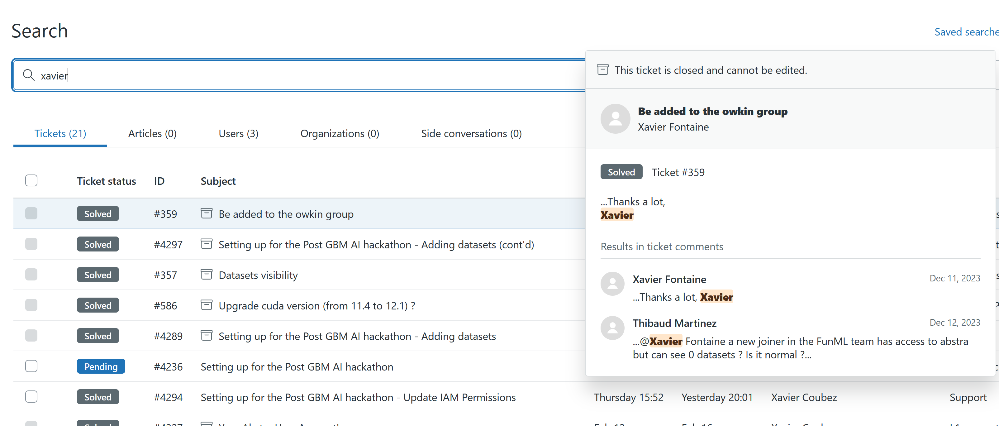 Search
Saved searche
xavier
This ticket is closed and cannot be edited.
Be added to the owkin group
Xavier Fontaine
Tickets (21) Articles (0) Users (3) Organizations (0) Side conversations (0)
Solved Ticket #359
...Thanks a lot,
Xavier
Results in ticket comments
Xavier Fontaine Dec 11, 2023
...Thanks a lot, Xavier
Thibaud Martinez Dec 12, 2023
...@Xavier Fontaine a new joiner in the FunML team has access to abstra
but can see 0 datasets ? Is it normal ?...
Ticket status ID Subject
Solved #359 Be added to the owkin group
Solved #4297 Setting up for the Post GBM AI hackathon - Adding datasets (cont'd)
Solved #357 Datasets visibility
Solved #586 Upgrade cuda version (from 11.4 to 12.1) ?
Solved #4289 Setting up for the Post GBM AI hackathon - Adding datasets
Pending #4236 Setting up for the Post GBM AI hackathon
Solved #4294 Setting up for the Post GBM AI hackathon - Update IAM Permissions Thursday 15:52 Yesterday 20:01 Xavier Coubez Support